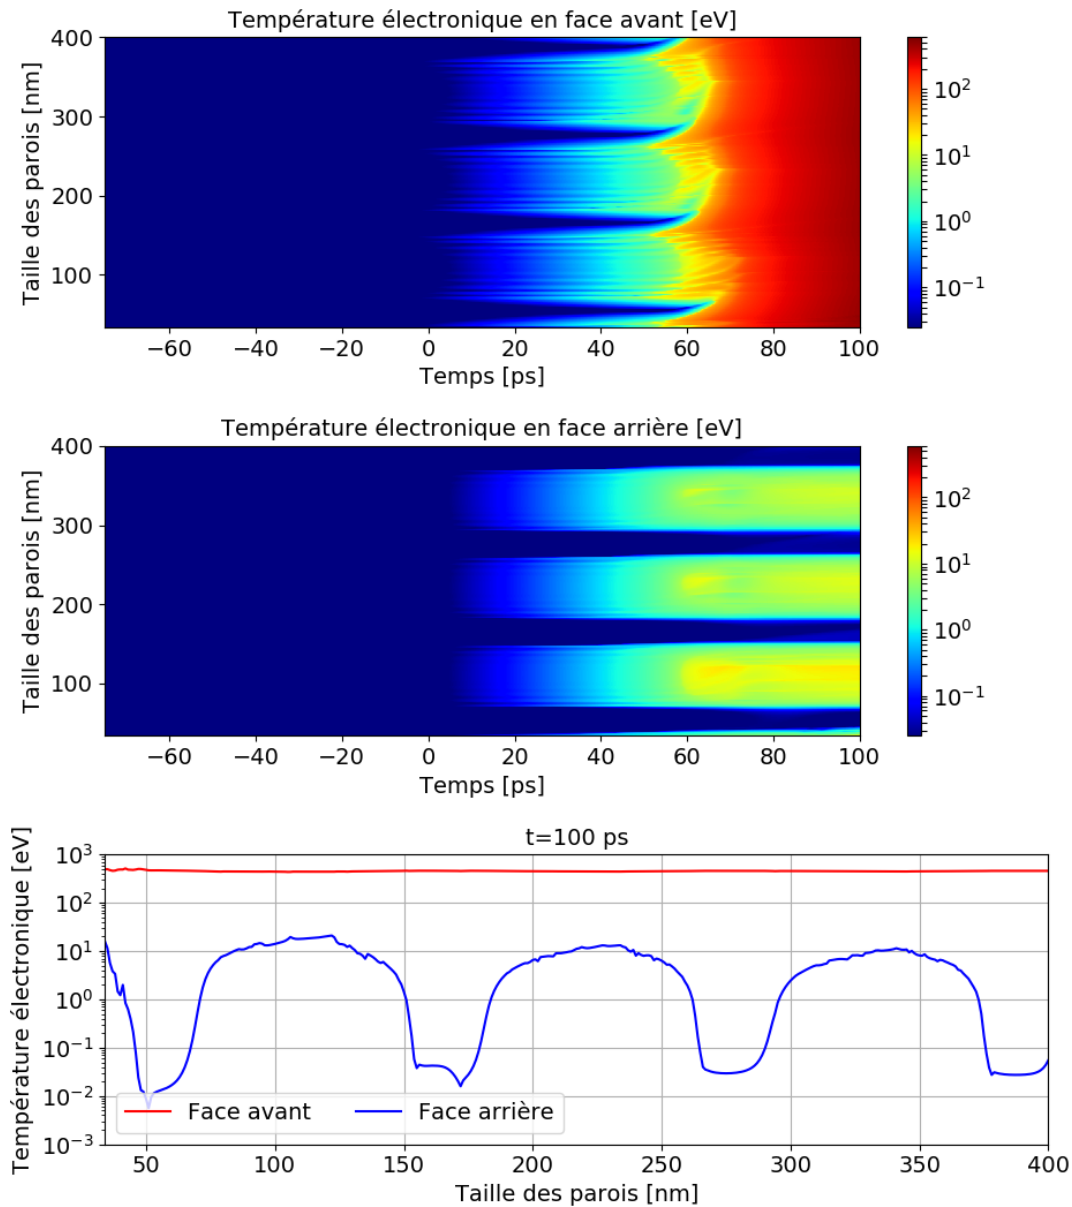 Température électronique en face avant [eV]
Taille des parois [nm]
400
300
200
100
−60 −40 −20 0 20 40 60 80 100
Temps [ps]
10²
10¹
10⁰
10⁻¹
Température électronique en face arrière [eV]
Taille des parois [nm]
400
300
200
100
−60 −40 −20 0 20 40 60 80 100
Temps [ps]
10²
10¹
10⁰
10⁻¹
t=100 ps
Température électronique [eV]
10³
10²
10¹
10⁰
10⁻¹
10⁻²
10⁻³
Face avant Face arrière
50 100 150 200 250 300 350 400
Taille des parois [nm]